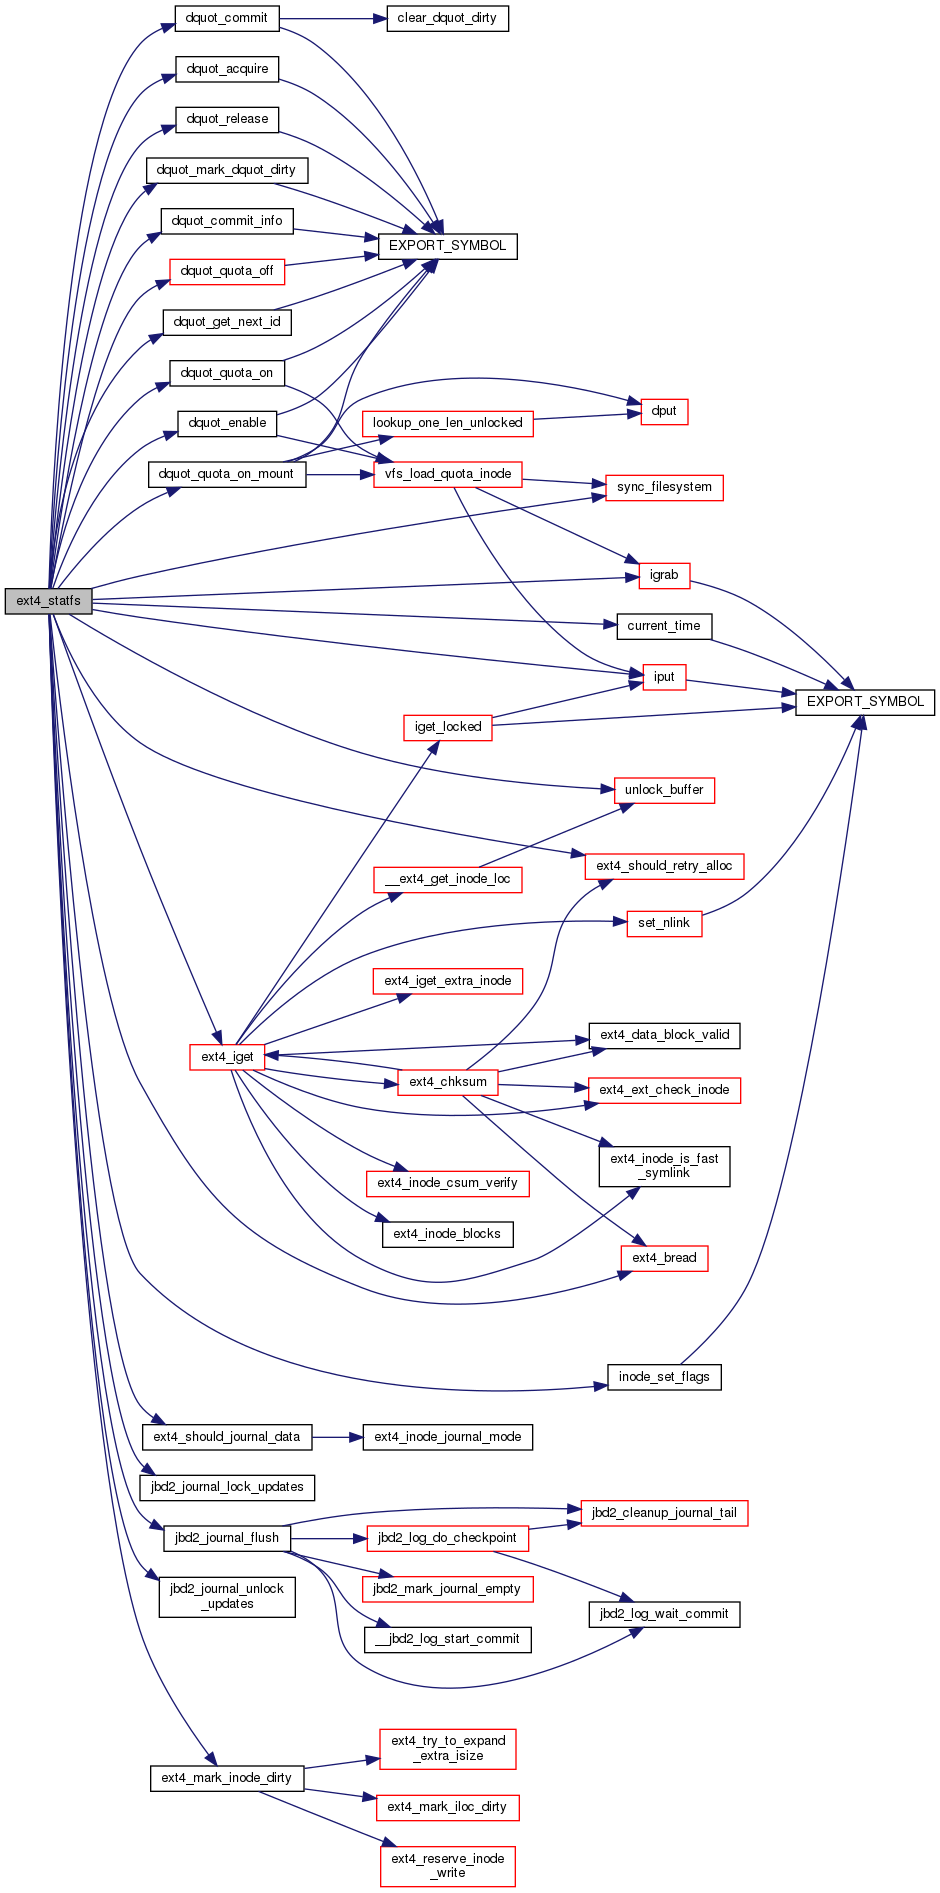 dquot_commit
clear_dquot_dirty
dquot_acquire
dquot_release
dquot_mark_dquot_dirty
dquot_commit_info
EXPORT_SYMBOL
dquot_quota_off
dquot_get_next_id
dquot_quota_on
dquot_enable
lookup_one_len_unlocked
dput
dquot_quota_on_mount
vfs_load_quota_inode
sync_filesystem
igrab
ext4_statfs
current_time
iput
EXPORT_SYMBOL
iget_locked
unlock_buffer
ext4_should_retry_alloc
__ext4_get_inode_loc
set_nlink
ext4_iget_extra_inode
ext4_data_block_valid
ext4_iget
ext4_chksum
ext4_ext_check_inode
ext4_inode_is_fast
_symlink
ext4_inode_csum_verify
ext4_inode_blocks
ext4_bread
inode_set_flags
ext4_should_journal_data
ext4_inode_journal_mode
jbd2_journal_lock_updates
jbd2_cleanup_journal_tail
jbd2_journal_flush
jbd2_log_do_checkpoint
jbd2_mark_journal_empty
jbd2_journal_unlock
_updates
jbd2_log_wait_commit
__jbd2_log_start_commit
ext4_try_to_expand
_extra_isize
ext4_mark_inode_dirty
ext4_mark_iloc_dirty
ext4_reserve_inode
_write